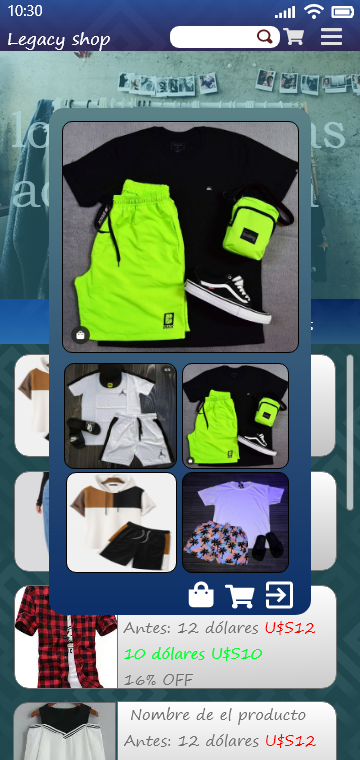 10:30
Legacy shop
Antes: 12 dólares U$S12
10 dólares U$S10
16% OFF
Nombre de el producto
Antes: 12 dólares U$S12